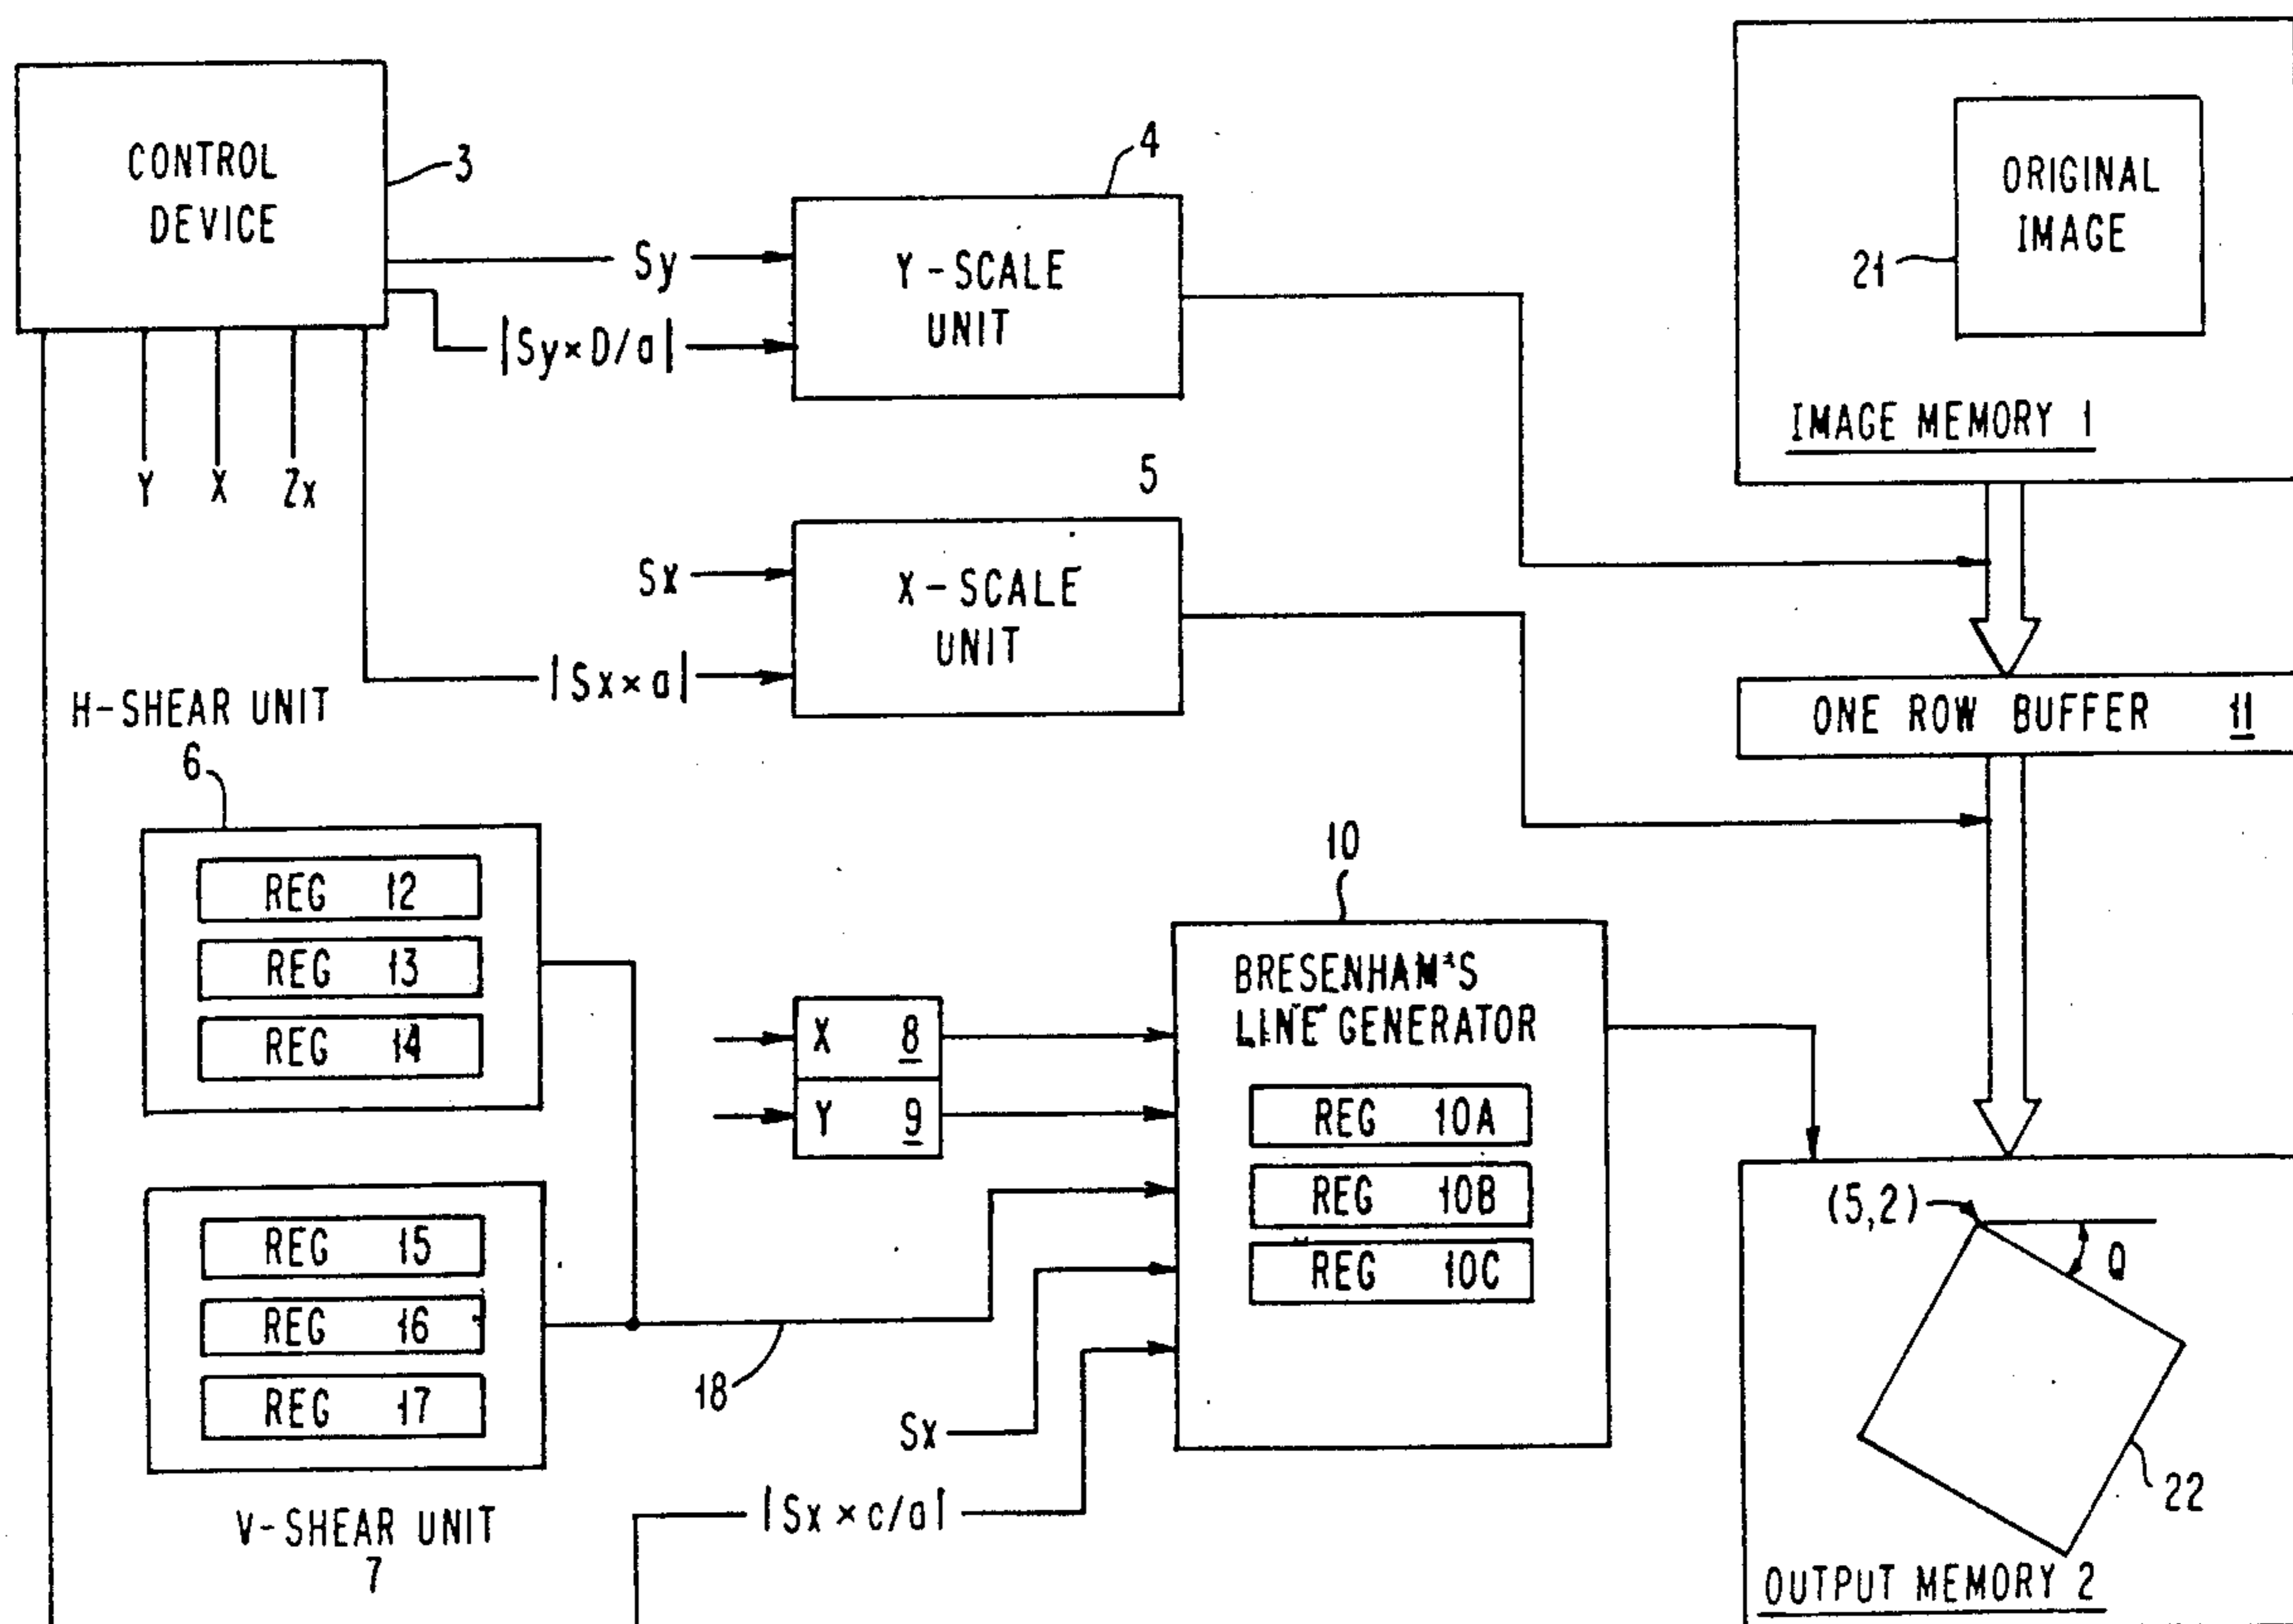 CONTROL
DEVICE
3
Sy
|Sy×D/a|
Y-SCALE
UNIT
4
ORIGINAL
IMAGE
21
IMAGE MEMORY 1
Y
X
Zx
5
Sx
|Sx×a|
X-SCALE
UNIT
ONE ROW BUFFER 11
H-SHEAR UNIT
6
REG 12
REG 13
REG 14
X 8
Y 9
10
BRESENHAM'S
LINE GENERATOR
REG 10A
REG 10B
REG 10C
REG 15
REG 16
REG 17
V-SHEAR UNIT
7
18
Sx
|Sx×c/a|
(5,2)
Q
22
OUTPUT MEMORY 2